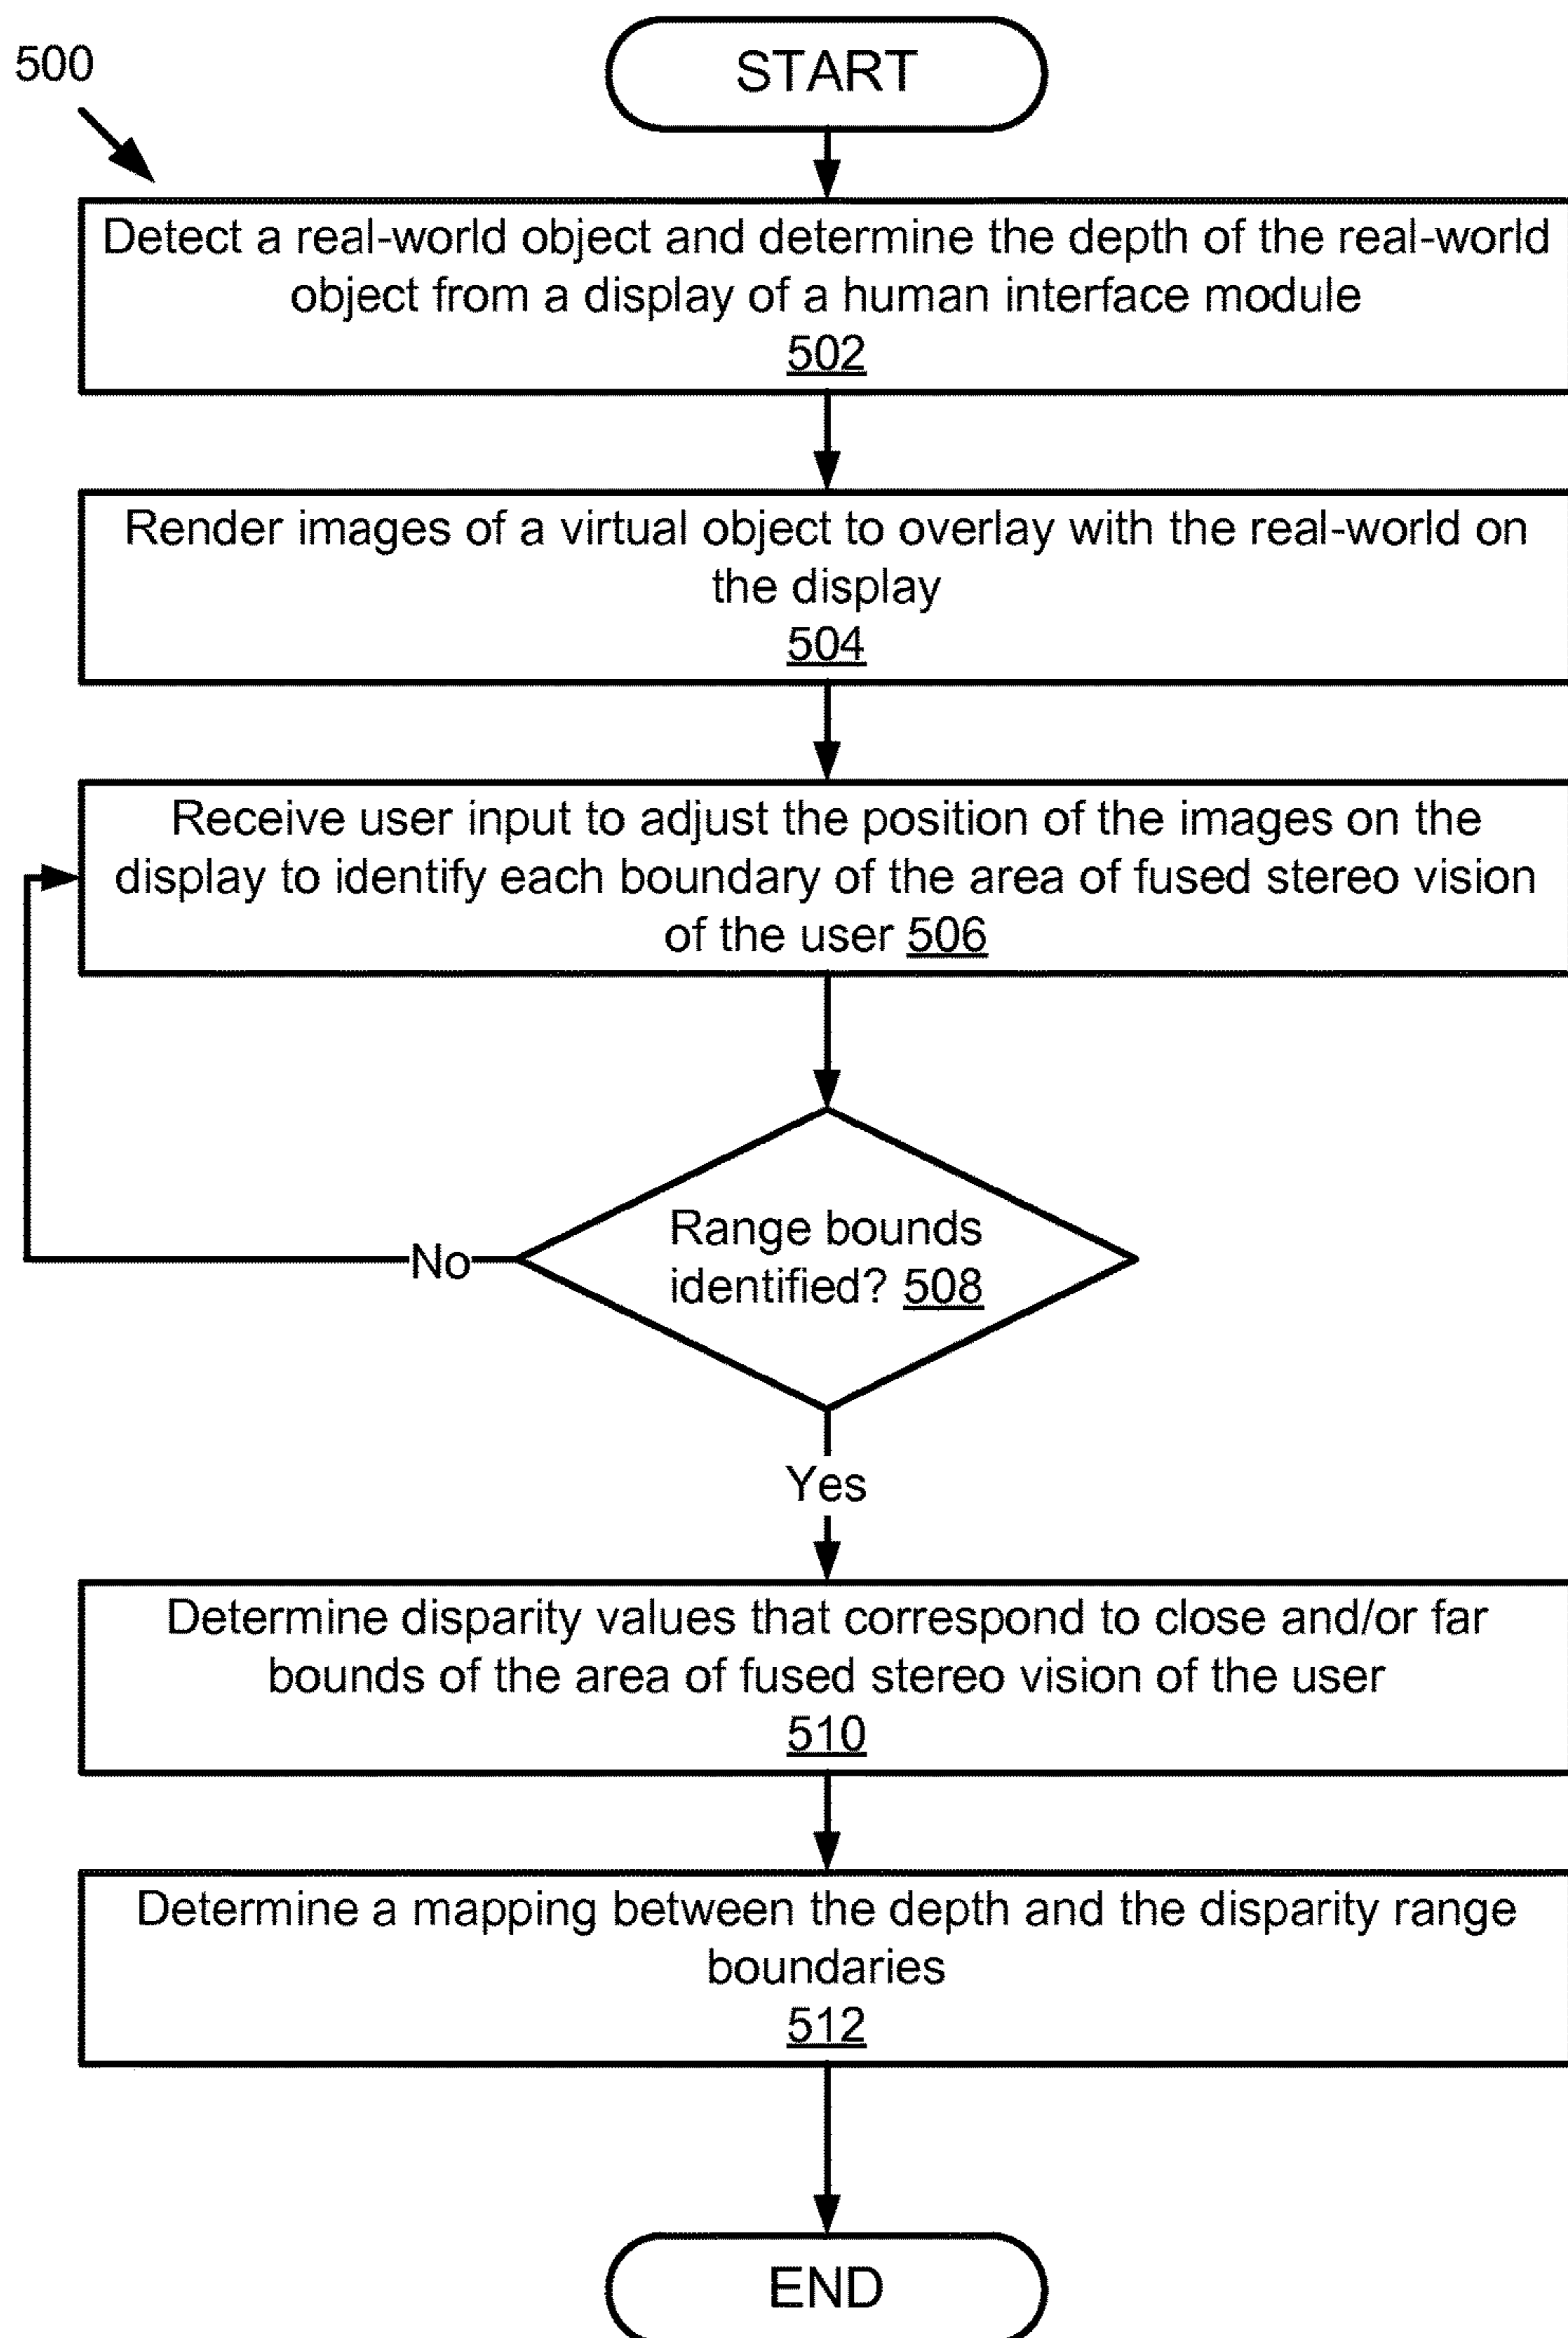 500
START
Detect a real-world object and determine the depth of the real-world
object from a display of a human interface module
502
Render images of a virtual object to overlay with the real-world on
the display
504
Receive user input to adjust the position of the images on the
display to identify each boundary of the area of fused stereo vision
of the user 506
Range bounds
identified? 508
No
Yes
Determine disparity values that correspond to close and/or far
bounds of the area of fused stereo vision of the user
510
Determine a mapping between the depth and the disparity range
boundaries
512
END